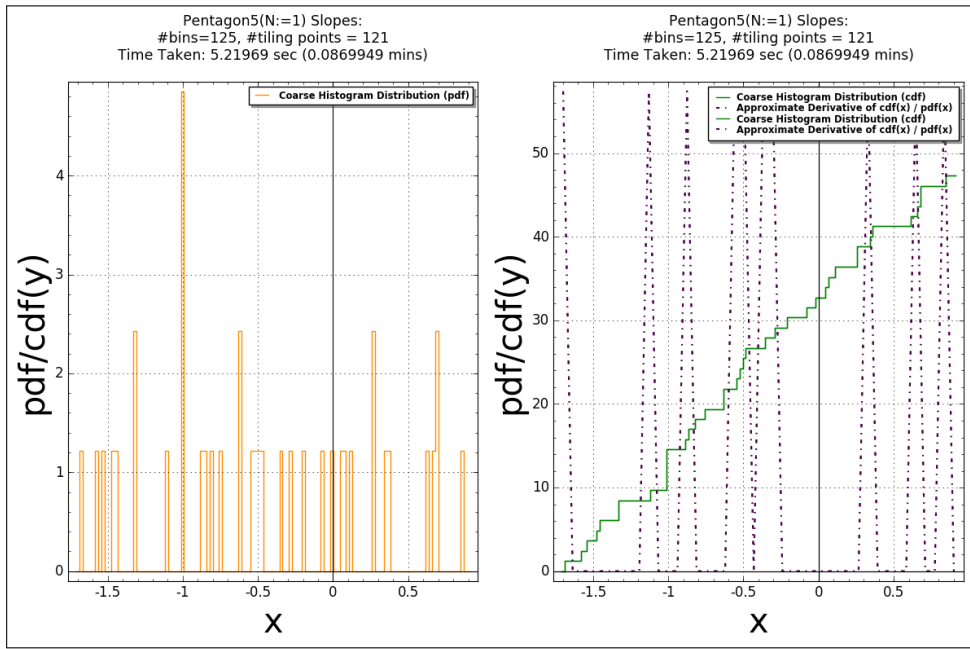 Pentagon5(N:=1) Slopes:
#bins=125, #tiling points = 121
Time Taken: 5.21969 sec (0.0869949 mins)
Coarse Histogram Distribution (pdf)
pdf/cdf(y)
4
3
2
1
0
-1.5
-1
-0.5
0
0.5
x
Pentagon5(N:=1) Slopes:
#bins=125, #tiling points = 121
Time Taken: 5.21969 sec (0.0869949 mins)
Coarse Histogram Distribution (cdf)
Approximate Derivative of cdf(x) / pdf(x)
Coarse Histogram Distribution (cdf)
Approximate Derivative of cdf(x) / pdf(x)
pdf/cdf(y)
50
40
30
20
10
0
-1.5
-1
-0.5
0
0.5
x